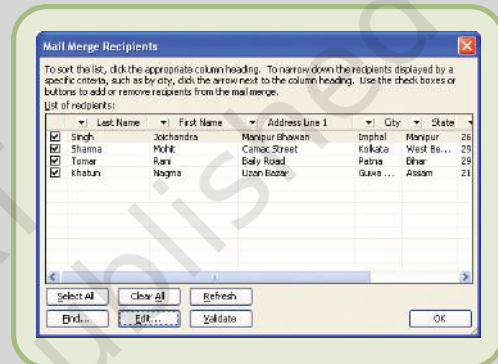 Mail Merge Recipients
To sort the list, click the appropriate column heading. To narrow down the recipients displayed by a
specific criteria, such as by city, click the arrow next to the column heading. Use the check boxes or
buttons to add or remove recipients from the mail merge.
List of recipients:
Last Name First Name Address Line 1 City State
Singh Jaichandra Manipur Bhawan Imphal Manipur 26
Sharma Mohit Camac Street Kolkata West Be... 29
Tomar Rani Baily Road Patna Bihar 29
Khatun Nagma Uzan Bazar Guwa ... Assam 21
Select All Clear All Refresh
Find... Edit... Validate OK
published